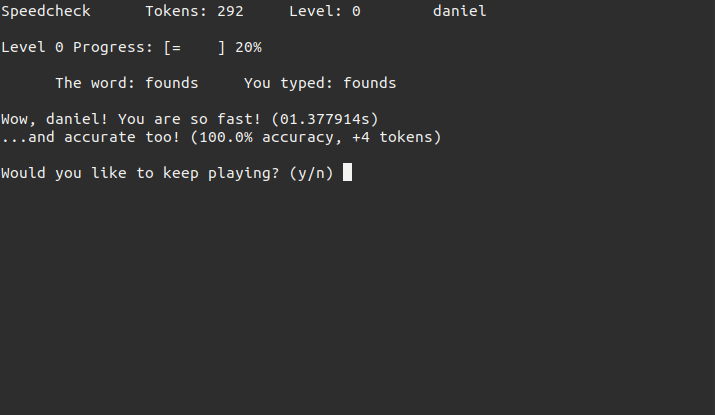 Speedcheck      Tokens: 292     Level: 0        daniel
Level 0 Progress: [=    ] 20%
The word: founds     You typed: founds
Wow, daniel! You are so fast! (01.377914s)
...and accurate too! (100.0% accuracy, +4 tokens)
Would you like to keep playing? (y/n)